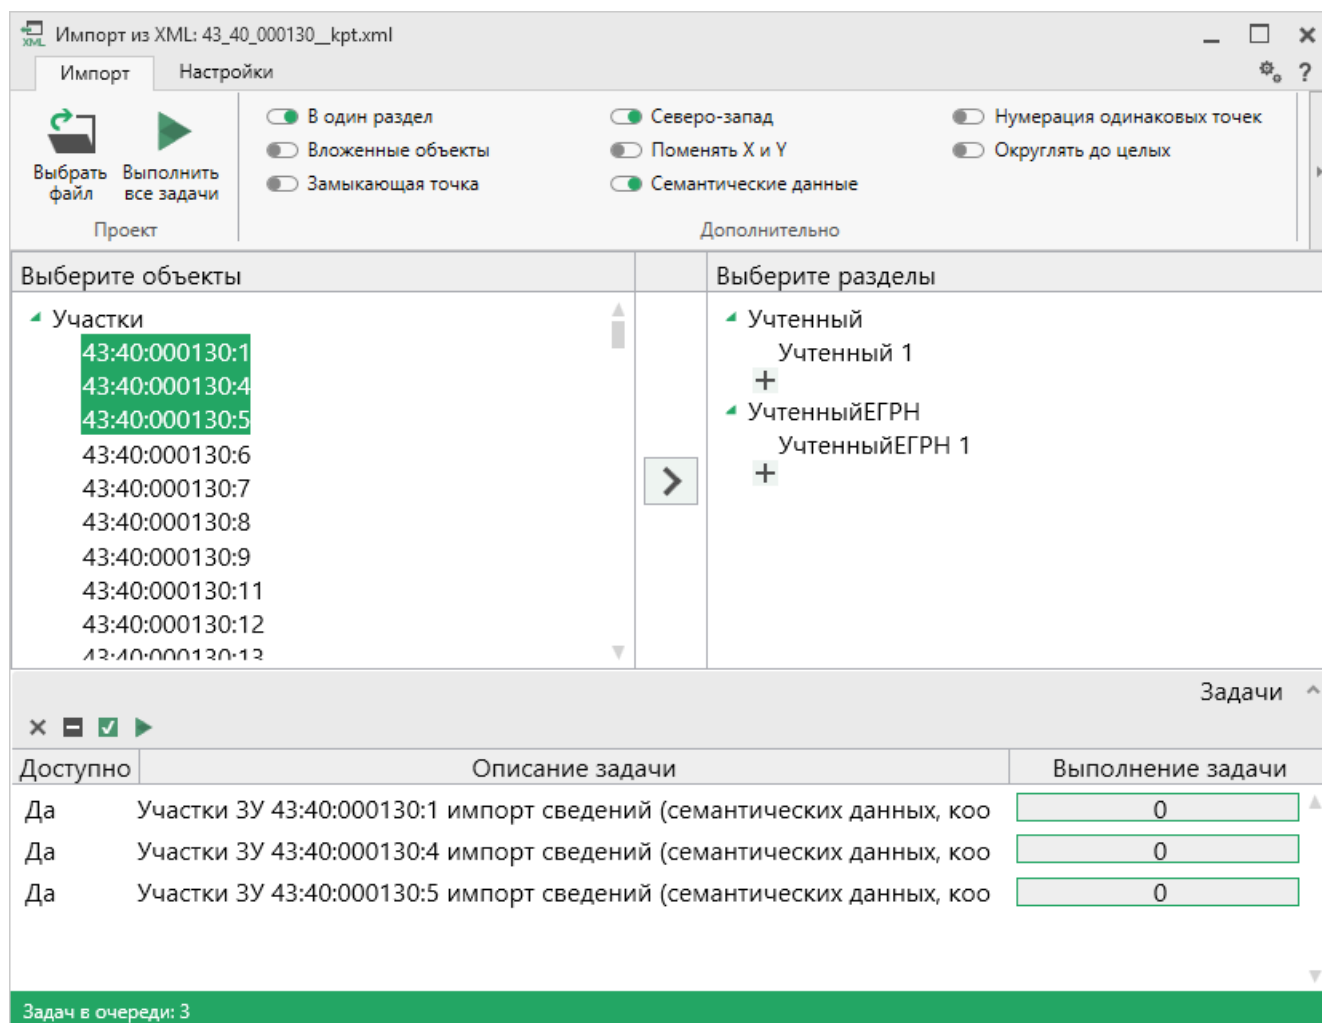 Импорт из XML: 43_40_000130__kpt.xml
Импорт Настройки
?
Выбрать файл
Выполнить все задачи
Проект
В один раздел
Вложенные объекты
Замыкающая точка
Северо-запад
Поменять X и Y
Семантические данные
Нумерация одинаковых точек
Округлять до целых
Дополнительно
Выберите объекты
Участки
43:40:000130:1
43:40:000130:4
43:40:000130:5
43:40:000130:6
43:40:000130:7
43:40:000130:8
43:40:000130:9
43:40:000130:11
43:40:000130:12
43:40:000130:13
Выберите разделы
Учтенный
Учтенный 1
УчтенныйЕГРН
УчтенныйЕГРН 1
Задачи
Доступно Описание задачи Выполнение задачи
Да Участки ЗУ 43:40:000130:1 импорт сведений (семантических данных, коо 0
Да Участки ЗУ 43:40:000130:4 импорт сведений (семантических данных, коо 0
Да Участки ЗУ 43:40:000130:5 импорт сведений (семантических данных, коо 0
Задач в очереди: 3